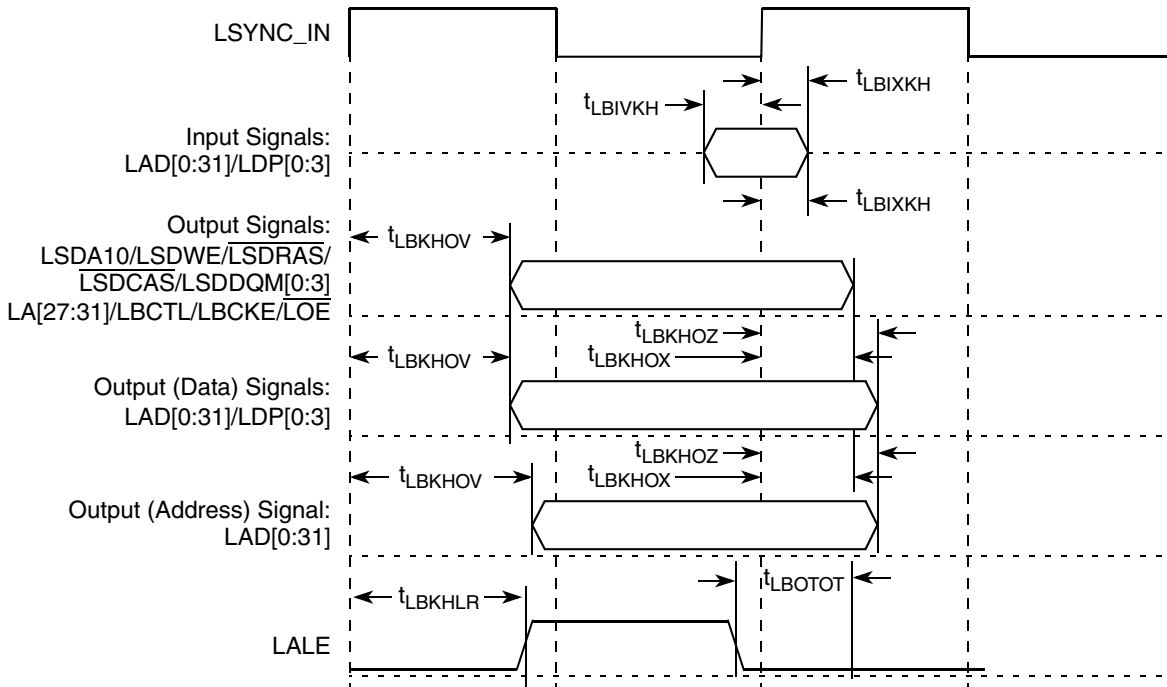 LSYNC_IN
tLBIXKH
tLBIVKH
Input Signals:
LAD[0:31]/LDP[0:3]
tLBIXKH
Output Signals:
tLBKHOV
LSDA10/LSDWE/LSDRAS/
LSDCAS/LSDDQM[0:3]
LA[27:31]/LBCTL/LBCKE/LOE
tLBKHOZ
tLBKHOV
tLBKHOX
Output (Data) Signals:
LAD[0:31]/LDP[0:3]
tLBKHOZ
tLBKHOV
tLBKHOX
Output (Address) Signal:
LAD[0:31]
tLBOTOT
tLBKHLR
LALE